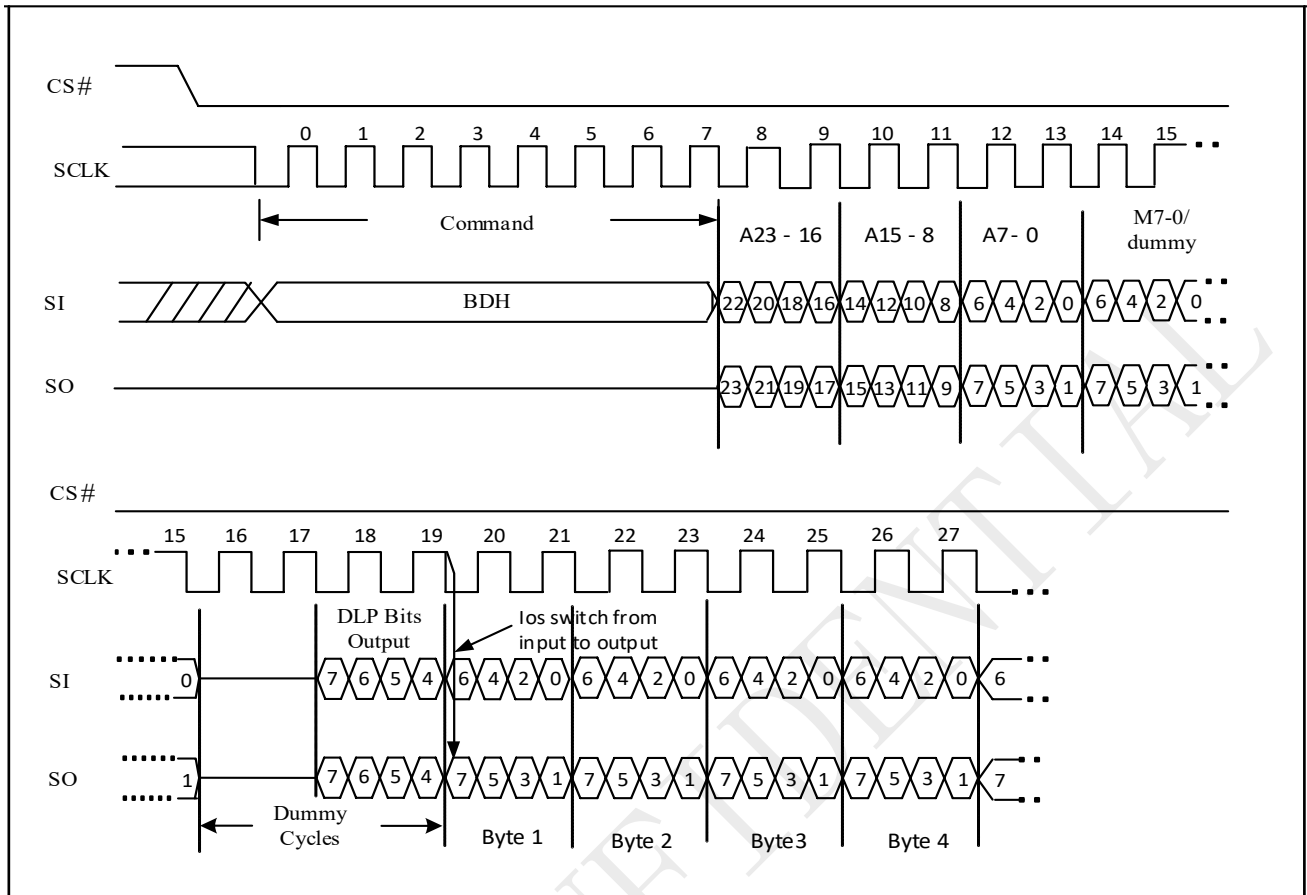 CS#
0 1 2 3 4 5 6 7 8 9 10 11 12 13 14 15
SCLK
Command
A23 - 16
A15 - 8
A7- 0
M7-0/
dummy
SI
BDH
22 20 18 16 14 12 10 8 6 4 2 0 6 4 2 0
SO
23 21 19 17 15 13 11 9 7 5 3 1 7 5 3 1
CS#
15 16 17 18 19 20 21 22 23 24 25 26 27
SCLK
DLP Bits
Output
Ios switch from
input to output
SI
0 7 6 5 4 6 4 2 0 6 4 2 0 6 4 2 0 6 4 2 0 6
SO
1 7 6 5 4 7 5 3 1 7 5 3 1 7 5 3 1 7 5 3 1 7
Dummy
Cycles
Byte 1
Byte 2
Byte3
Byte 4